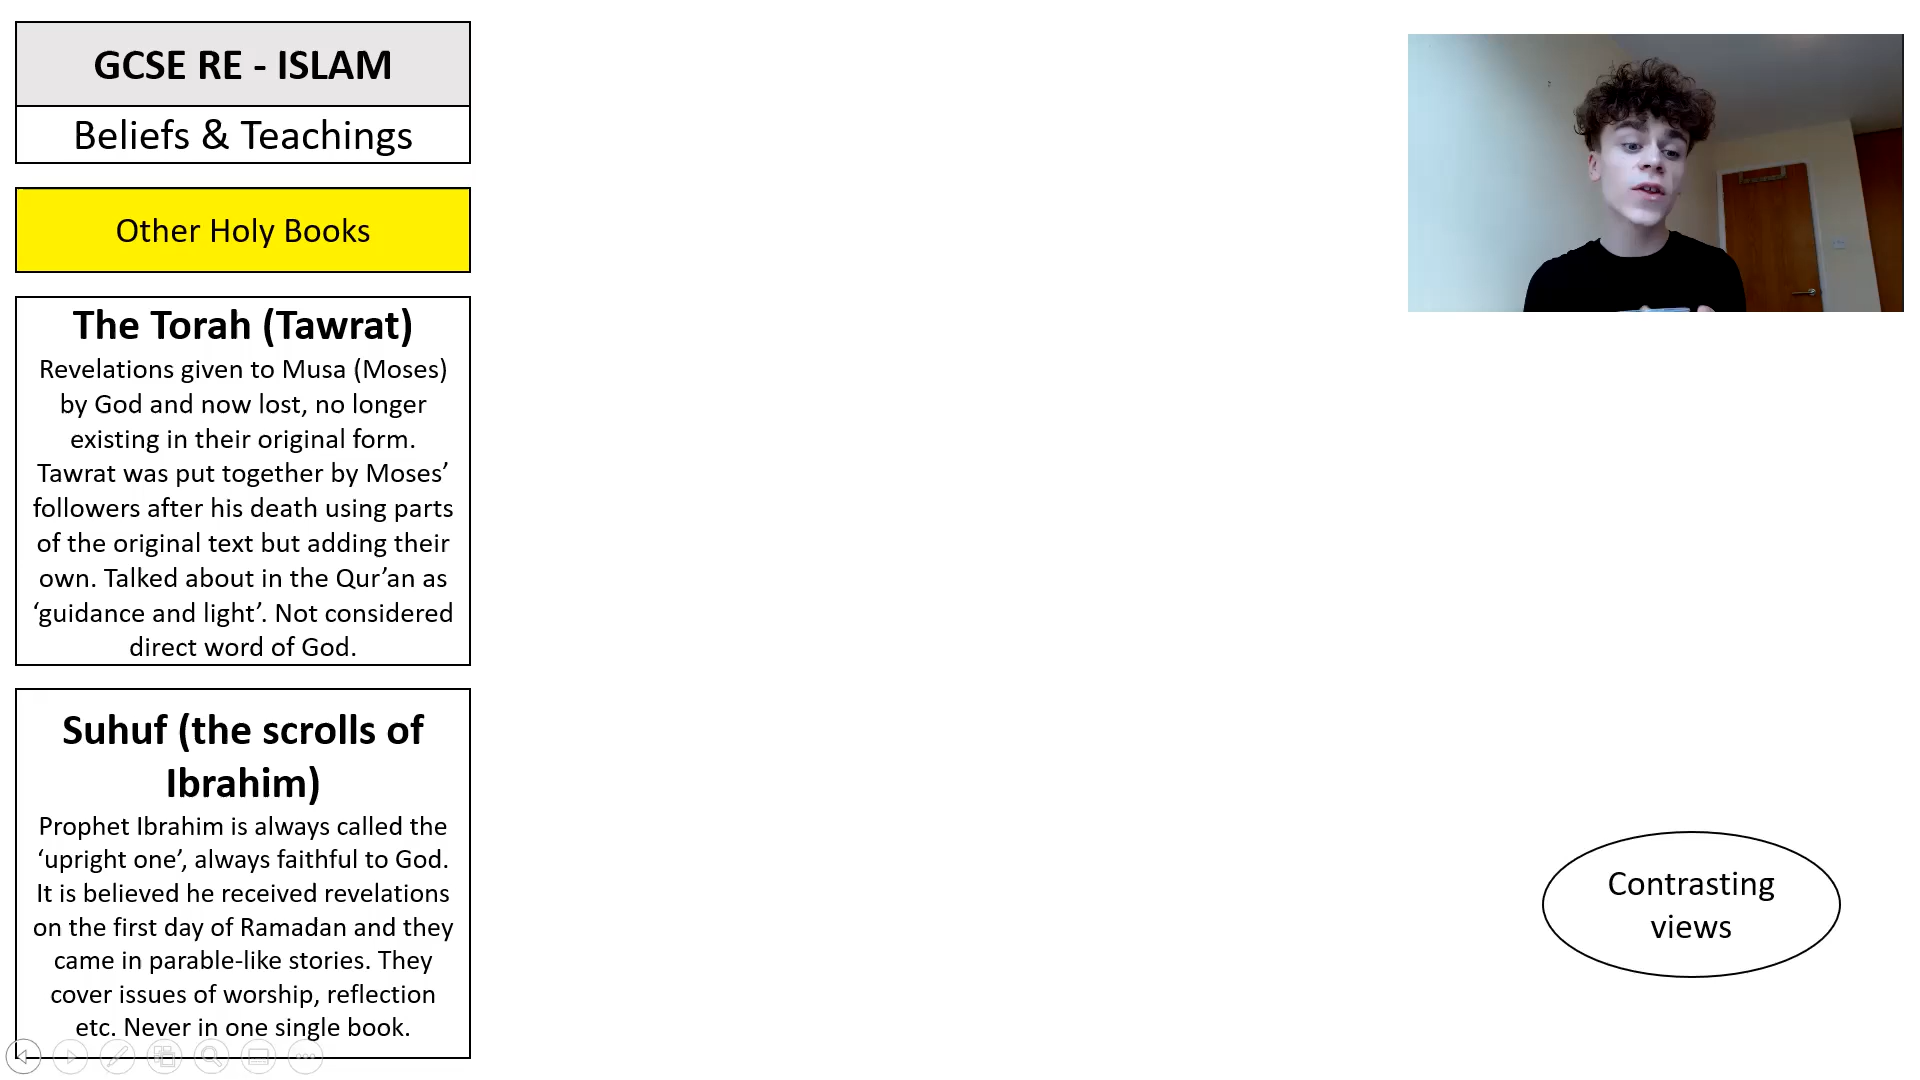 GCSE RE - ISLAM
Beliefs & Teachings
Other Holy Books
The Torah (Tawrat)
Revelations given to Musa (Moses)
by God and now lost, no longer
existing in their original form.
Tawrat was put together by Moses’
followers after his death using parts
of the original text but adding their
own. Talked about in the Qur’an as
‘guidance and light’. Not considered
direct word of God.
Suhuf (the scrolls of
Ibrahim)
Prophet Ibrahim is always called the
‘upright one’, always faithful to God.
It is believed he received revelations
on the first day of Ramadan and they
came in parable-like stories. They
cover issues of worship, reflection
etc. Never in one single book.
Contrasting
views